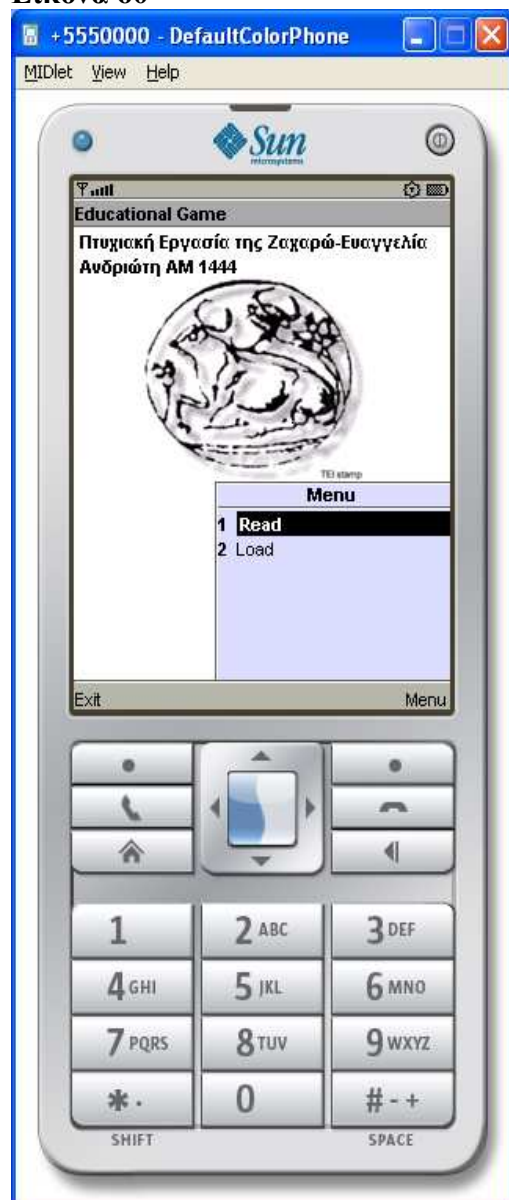 +5550000 - DefaultColorPhone
MIDlet View Help
Sun
microsystems
Educational Game
Πτυχιακή Εργασία της Ζαχαρώ-Ευαγγελία
Ανδριώτη ΑΜ 1444
TEI stamp
Menu
1 Read
2 Load
Exit Menu
1 2 ABC 3 DEF
4 GHI 5 JKL 6 MNO
7 PQRS 8 TUV 9 WXYZ
* . 0 # - +
SHIFT SPACE